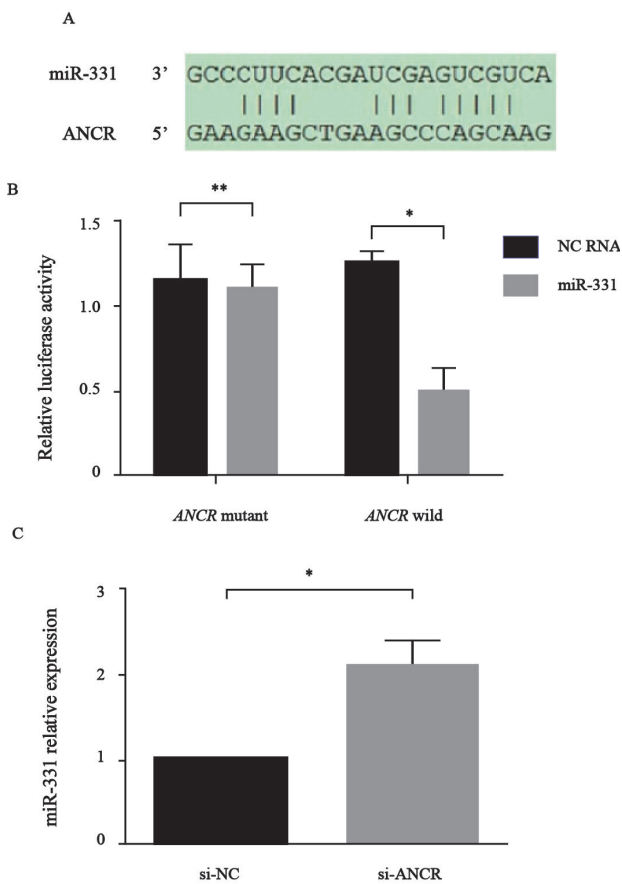 A
miR-331 3’ GCCCUUCACGAUCGAGUCGUCA
ANCR 5’ GAAGAAGCTGAAGCCCAGCAAG
B
** *
1.5
1.0
0.5
0
Relative luciferase activity
NC RNA
miR-331
ANCR mutant ANCR wild
C
*
3
2
1
0
miR-331 relative expression
si-NC si-ANCR